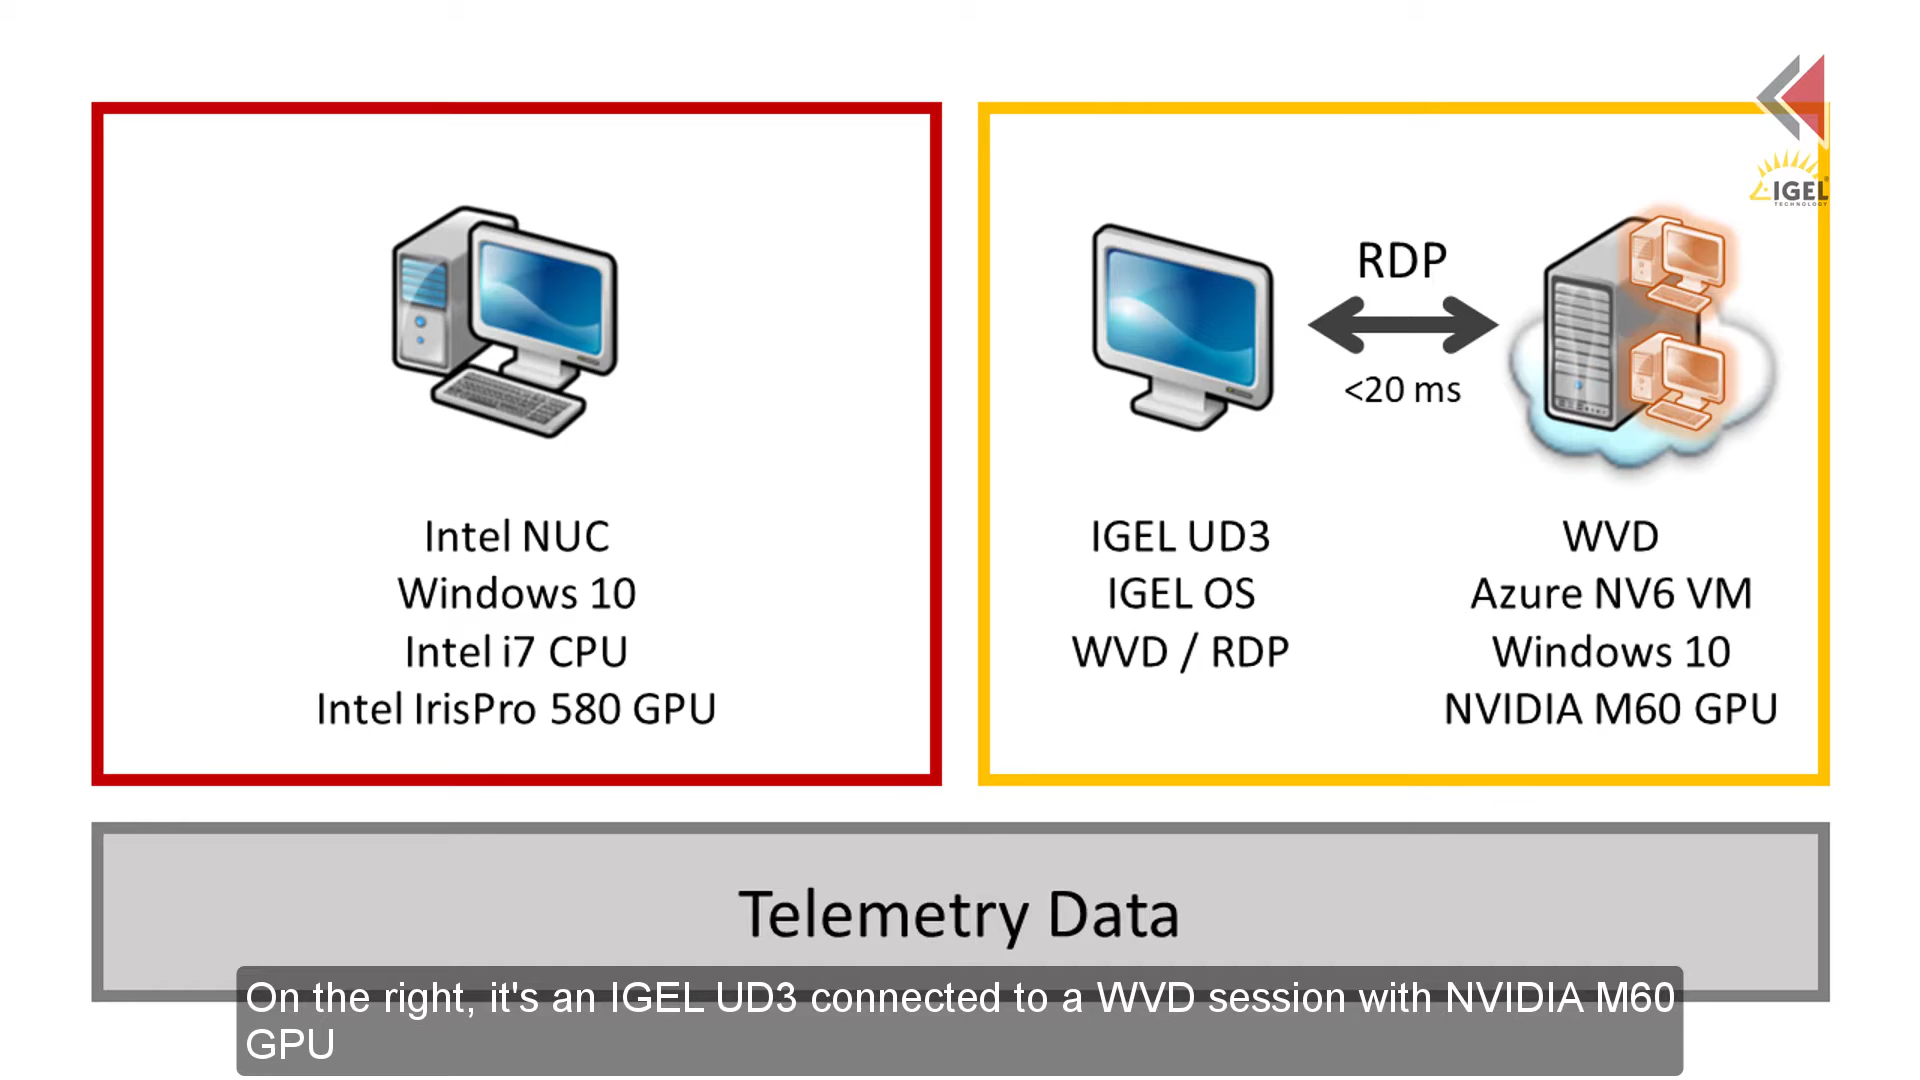 IGEL
TECHNOLOGY
RDP
<20 ms
Intel NUC
Windows 10
Intel i7 CPU
Intel IrisPro 580 GPU
IGEL UD3
IGEL OS
WVD / RDP
WVD
Azure NV6 VM
Windows 10
NVIDIA M60 GPU
Telemetry Data
On the right, it's an IGEL UD3 connected to a WVD session with NVIDIA M60
GPU